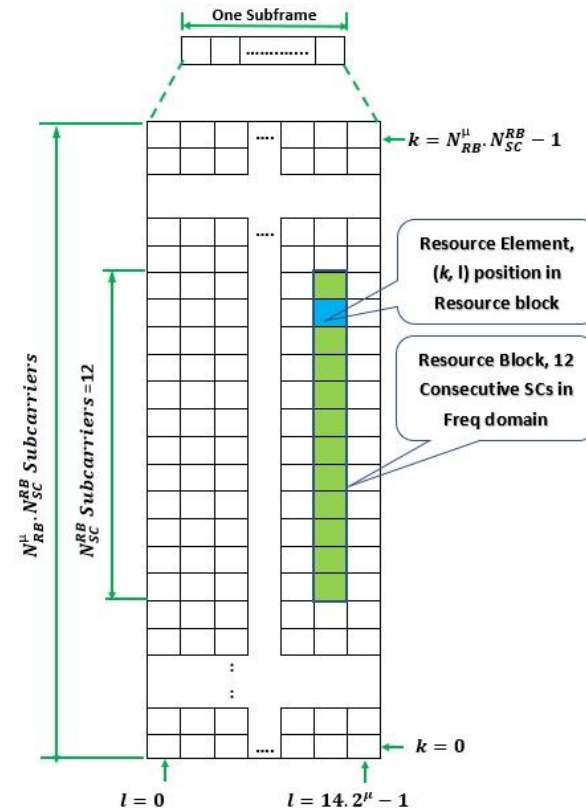 One Subframe
k = N^μ_RB . N^RB_SC − 1
Resource Element,
(k, l) position in
Resource block
Resource Block, 12
Consecutive SCs in
Freq domain
N^μ_RB . N^RB_SC Subcarriers
N^RB_SC Subcarriers =12
k = 0
l = 0
l = 14. 2^μ − 1